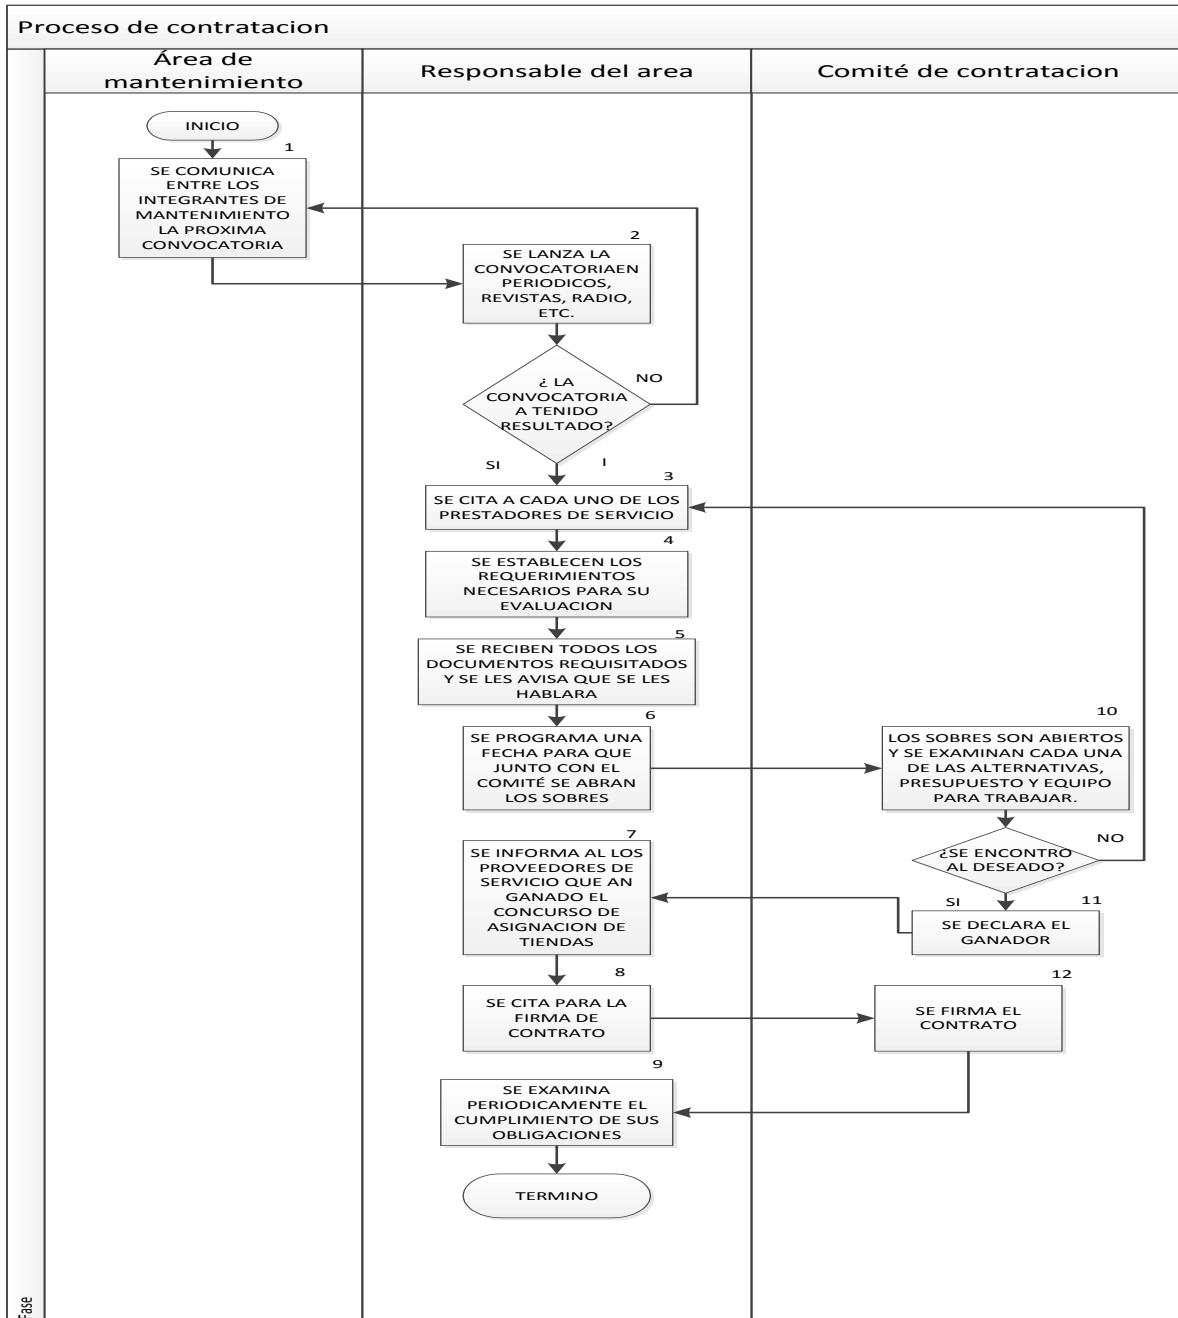 Proceso de contratacion
Área de
mantenimiento
Responsable del area
Comité de contratacion
INICIO
1
SE COMUNICA
ENTRE LOS
INTEGRANTES DE
MANTENIMIENTO
LA PROXIMA
CONVOCATORIA
2
SE LANZA LA
CONVOCATORIAEN
PERIODICOS,
REVISTAS, RADIO,
ETC.
¿ LA
CONVOCATORIA
A TENIDO
RESULTADO?
NO
SI
I
3
SE CITA A CADA UNO DE LOS
PRESTADORES DE SERVICIO
4
SE ESTABLECEN LOS
REQUERIMIENTOS
NECESARIOS PARA SU
EVALUACION
5
SE RECIBEN TODOS LOS
DOCUMENTOS REQUISITADOS
Y SE LES AVISA QUE SE LES
HABLARA
6
SE PROGRAMA UNA
FECHA PARA QUE
JUNTO CON EL
COMITÉ SE ABRAN
LOS SOBRES
10
LOS SOBRES SON ABIERTOS
Y SE EXAMINAN CADA UNA
DE LAS ALTERNATIVAS,
PRESUPUESTO Y EQUIPO
PARA TRABAJAR.
¿SE ENCONTRO
AL DESEADO?
NO
SI
11
SE DECLARA EL
GANADOR
7
SE INFORMA AL LOS
PROVEEDORES DE
SERVICIO QUE AN
GANADO EL
CONCURSO DE
ASIGNACION DE
TIENDAS
8
SE CITA PARA LA
FIRMA DE
CONTRATO
12
SE FIRMA EL
CONTRATO
9
SE EXAMINA
PERIODICAMENTE EL
CUMPLIMIENTO DE SUS
OBLIGACIONES
TERMINO
Fase